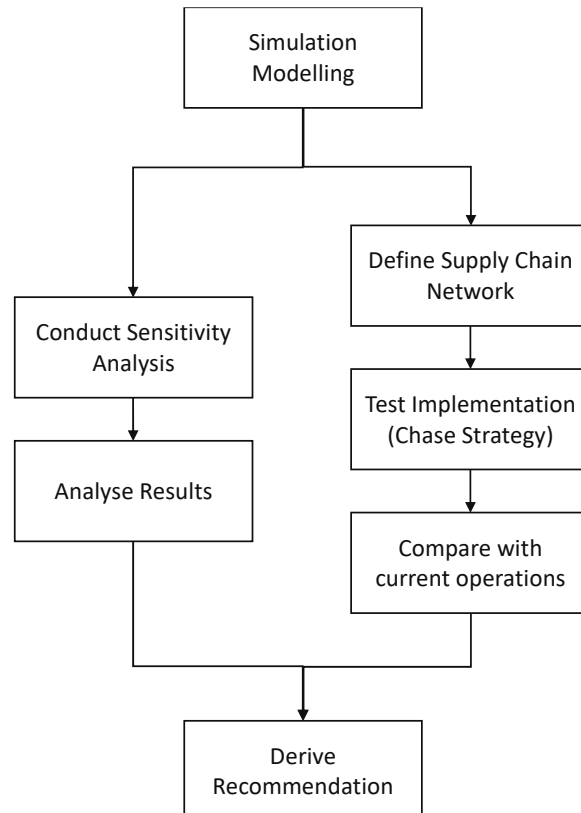 Simulation
Modelling
Define Supply Chain
Network
Conduct Sensitivity
Analysis
Test Implementation
(Chase Strategy)
Analyse Results
Compare with
current operations
Derive
Recommendation